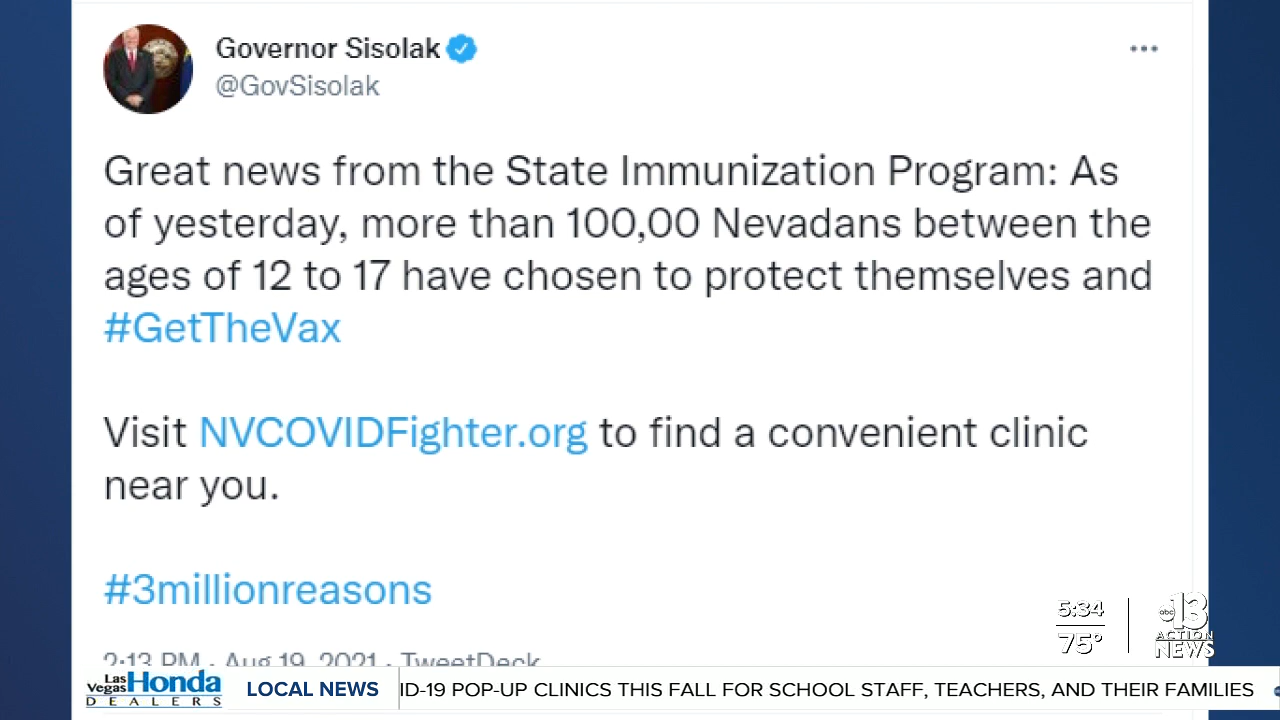 Governor Sisolak
@GovSisolak
Great news from the State Immunization Program: As
of yesterday, more than 100,00 Nevadans between the
ages of 12 to 17 have chosen to protect themselves and
#GetTheVax
Visit NVCOVIDFighter.org to find a convenient clinic
near you.
#3millionreasons
2:13 PM · Aug 19, 2021 · TweetDeck
5:34
75°
abc 13
ACTION
NEWS
Las Vegas Honda
DEALERS
LOCAL NEWS
ID-19 POP-UP CLINICS THIS FALL FOR SCHOOL STAFF, TEACHERS, AND THEIR FAMILIES